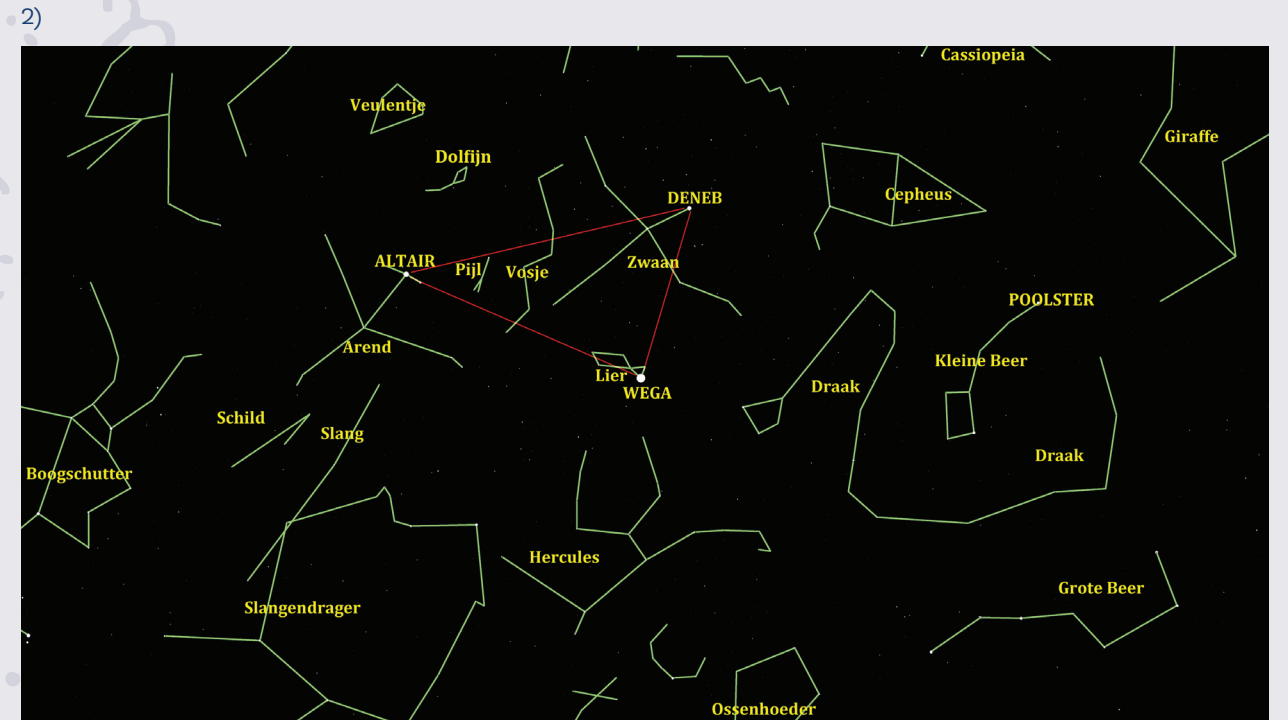 2)
Cassiopeia
Veulentje
Giraffe
Dolfijn
DENEB
Cepheus
ALTAIR
Pijl
Vosje
Zwaan
POOLSTER
Arend
Kleine Beer
Lier
WEGA
Draak
Schild
Slang
Draak
Boogschutter
Hercules
Grote Beer
Slangendrager
Ossenhoeder